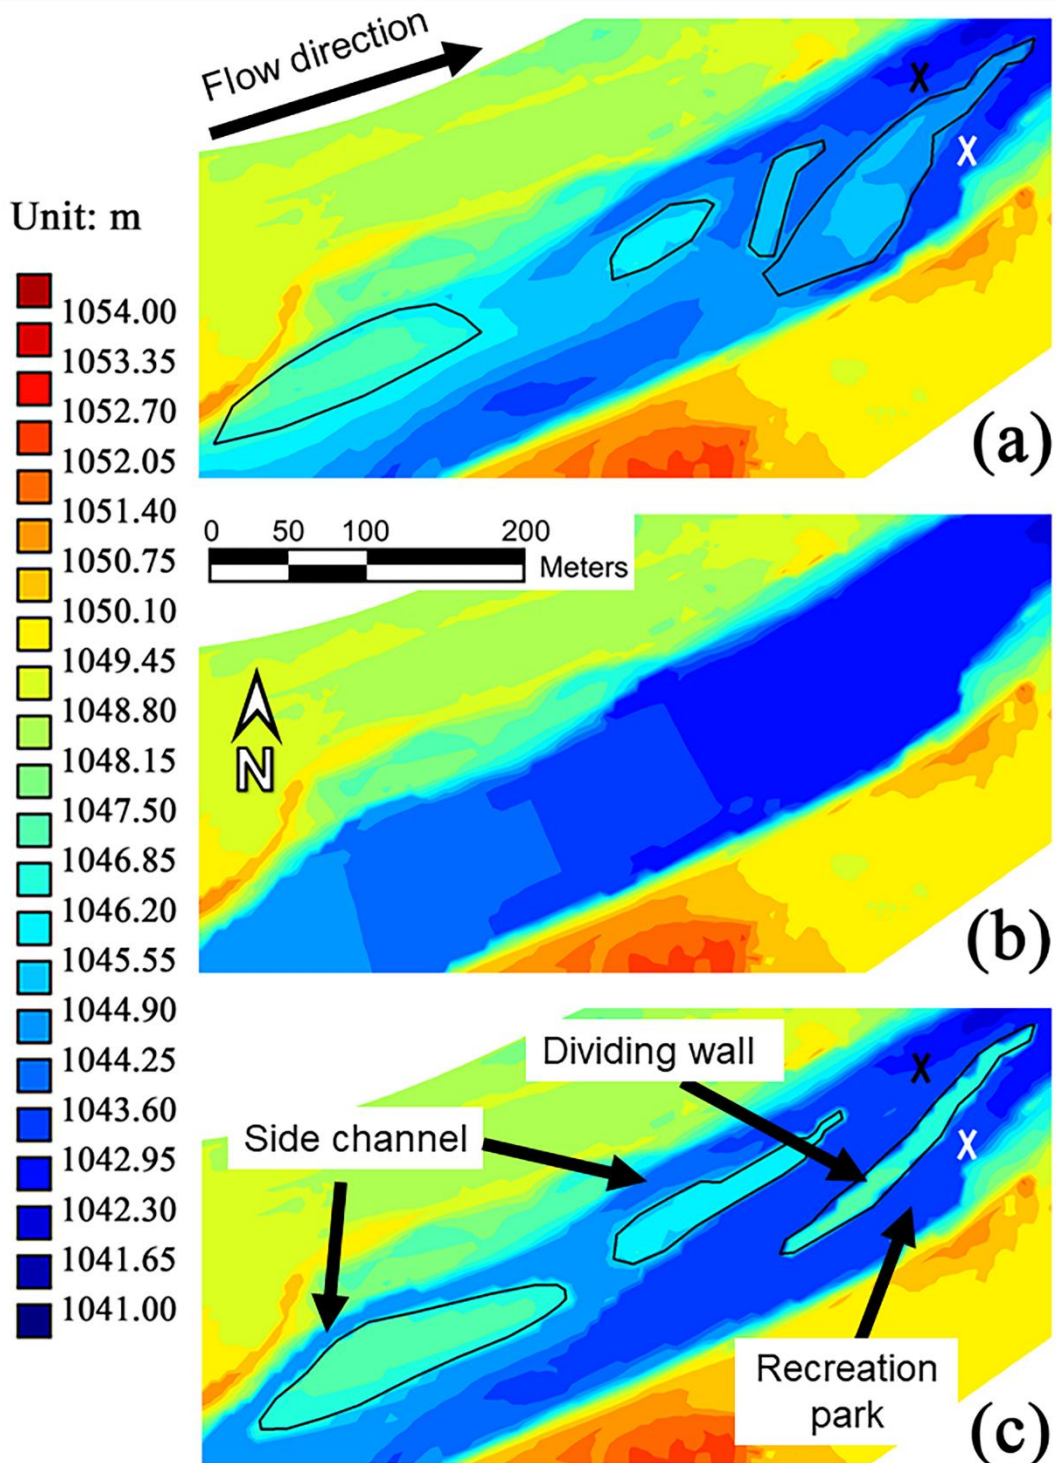 Flow direction
X
X
Unit: m
1054.00
1053.35
1052.70
1052.05
1051.40
1050.75
1050.10
1049.45
1048.80
1048.15
1047.50
1046.85
1046.20
1045.55
1044.90
1044.25
1043.60
1042.95
1042.30
1041.65
1041.00
(a)
0 50 100 200
Meters
N
(b)
Dividing wall
X
Side channel
X
Recreation
park
(c)